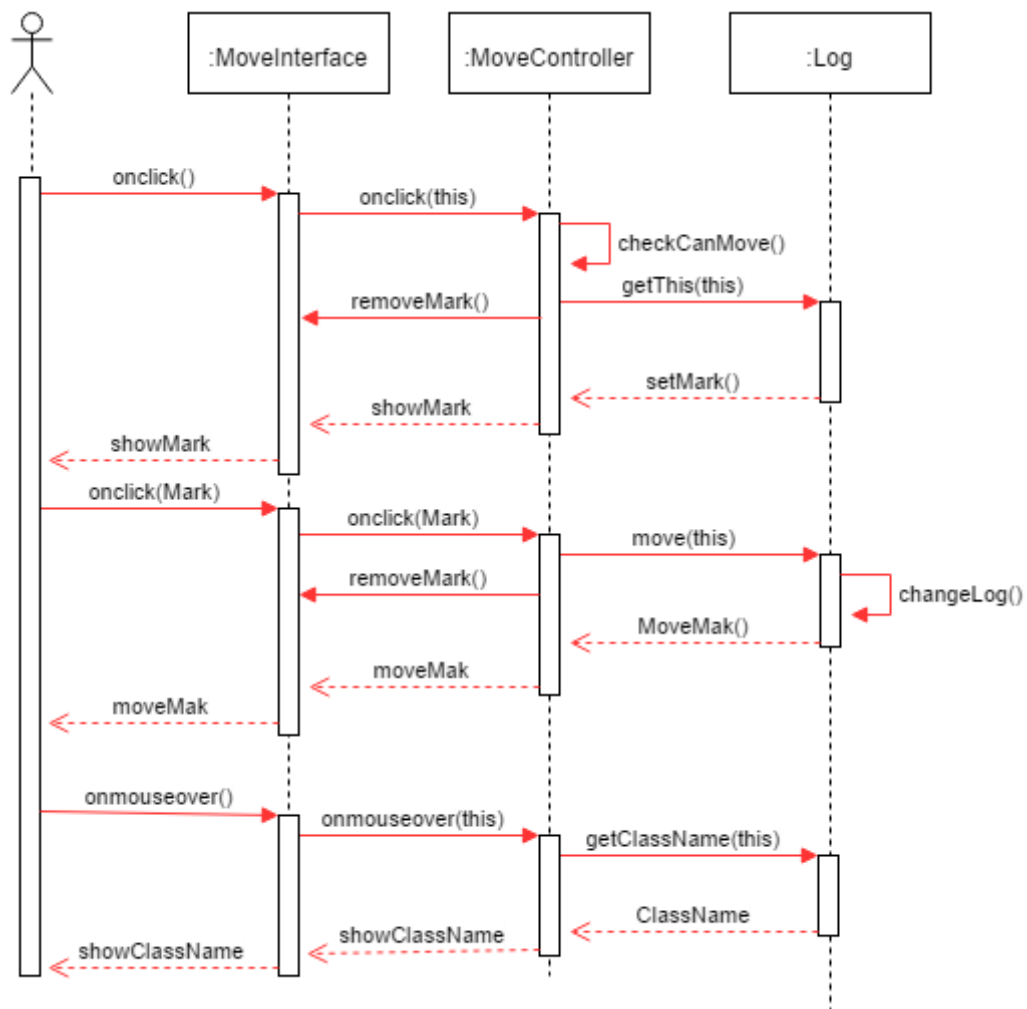 :MoveInterface
:MoveController
:Log
onclick()
onclick(this)
checkCanMove()
getThis(this)
removeMark()
setMark()
showMark
showMark
onclick(Mark)
onclick(Mark)
move(this)
removeMark()
changeLog()
MoveMak()
moveMak
moveMak
onmouseover()
onmouseover(this)
getClassName(this)
ClassName
showClassName
showClassName